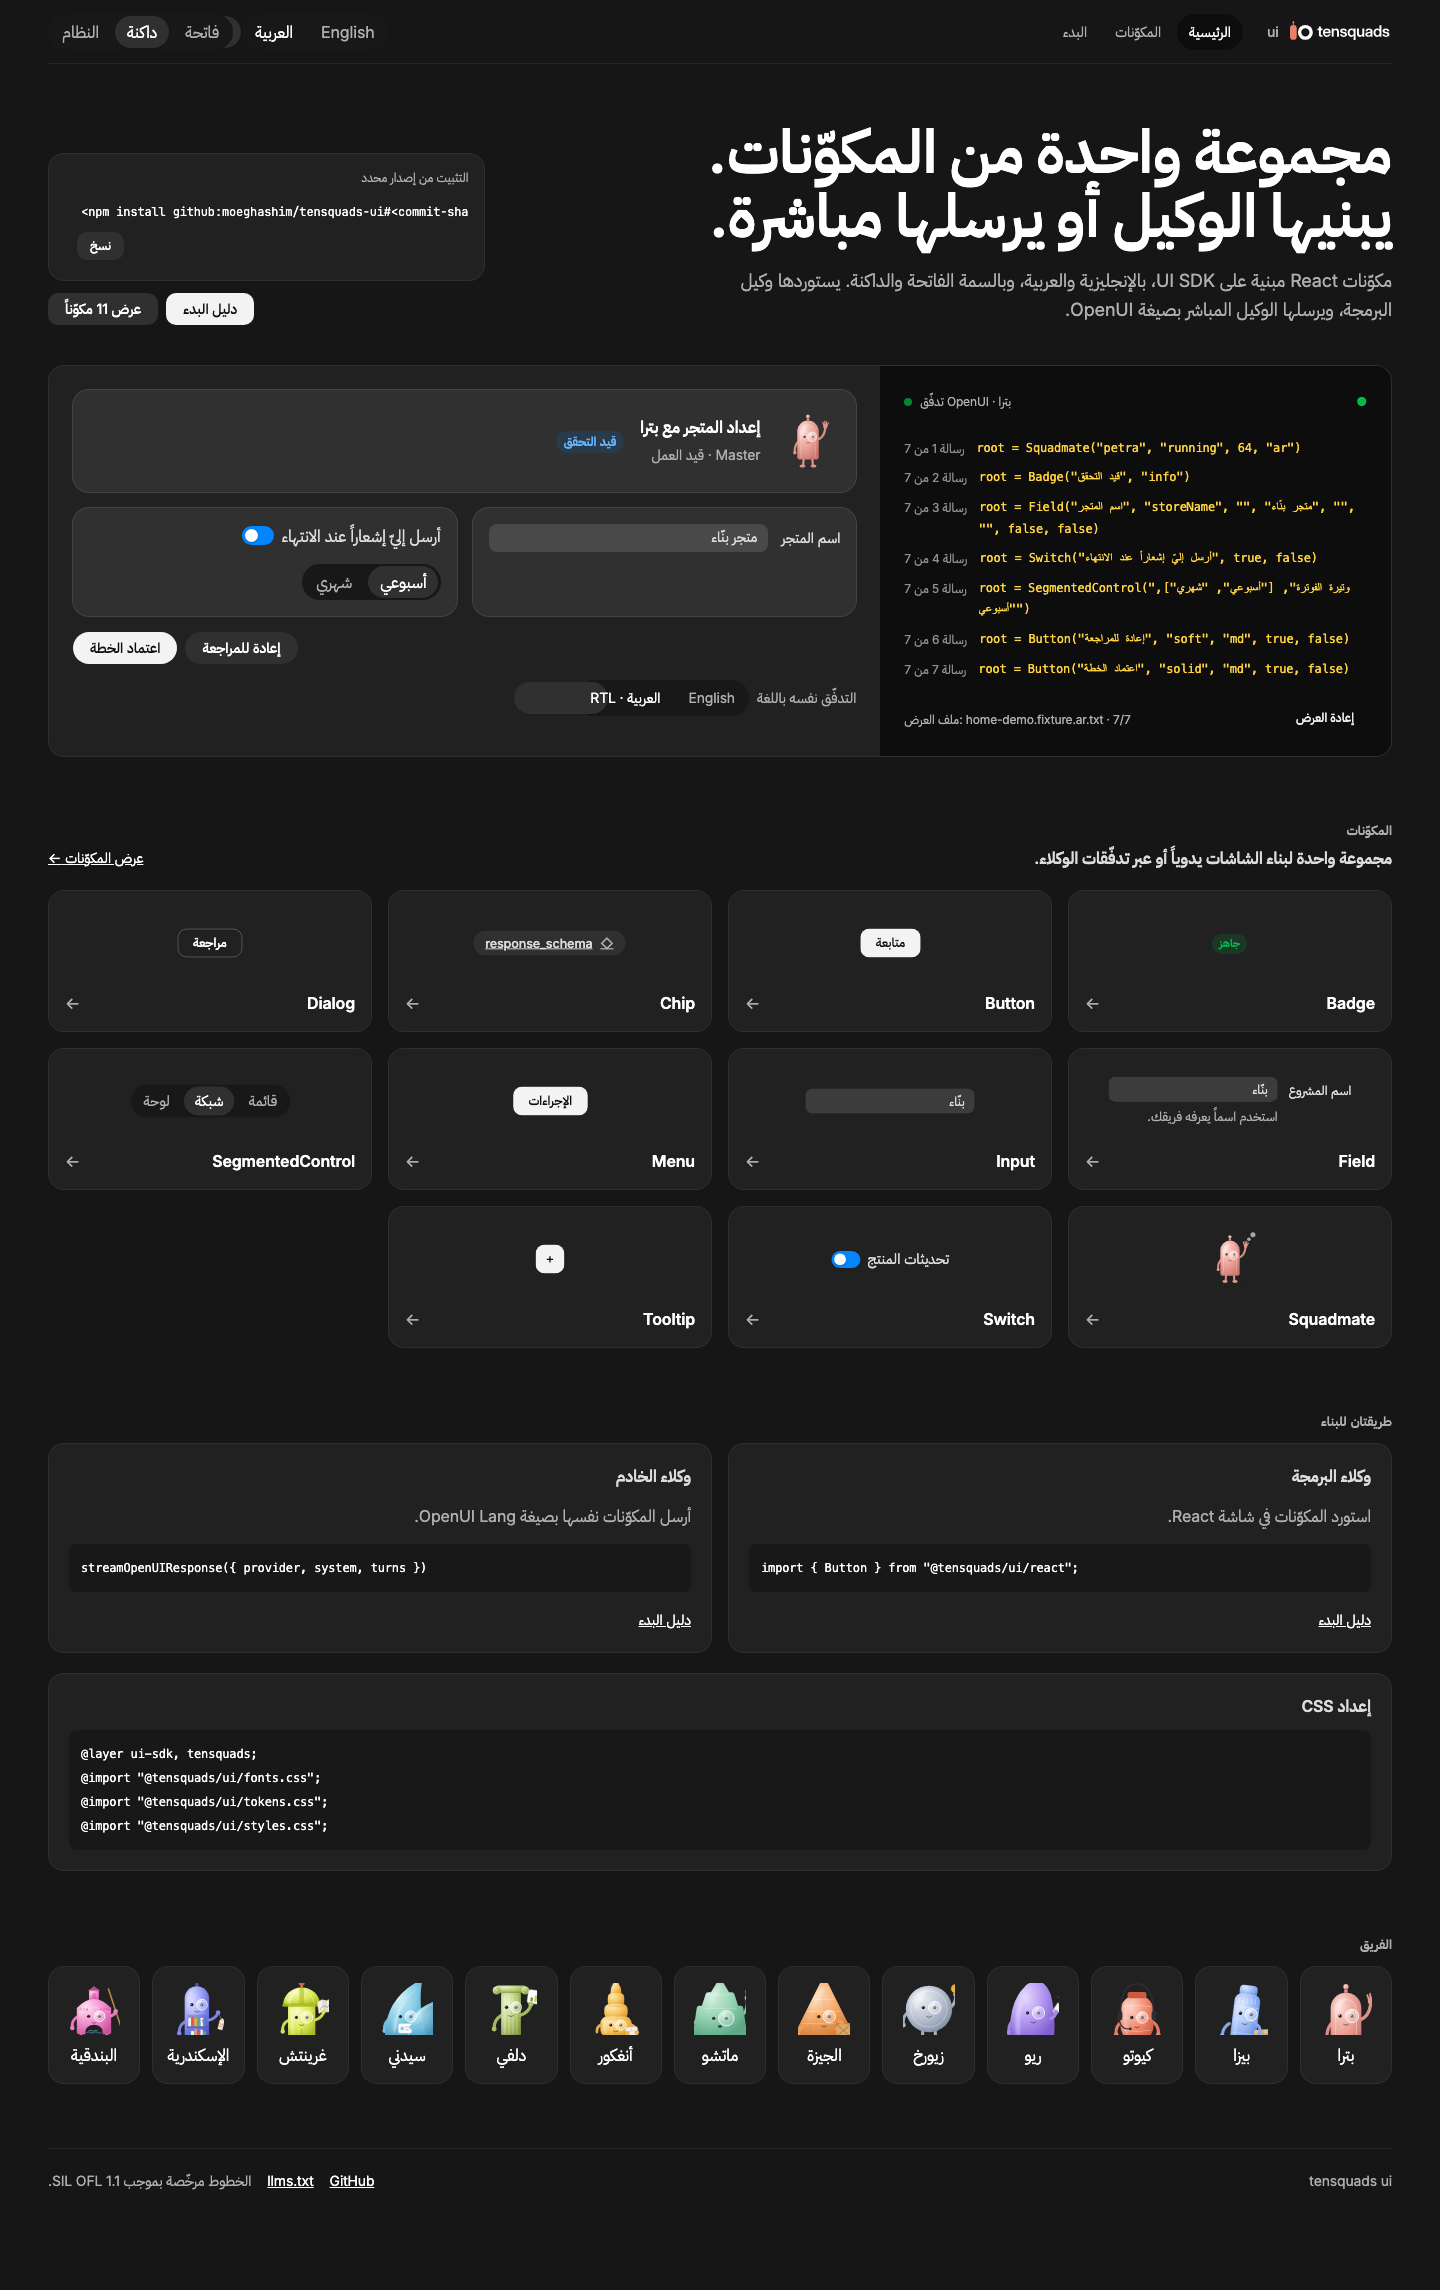 tensquads ui
الرئيسية
المكوّنات
البدء
English
العربية
فاتحة
داكنة
النظام
مجموعة واحدة من المكوّنات.
يبنيها الوكيل أو يرسلها مباشرة.
مكوّنات React مبنية على UI SDK، بالإنجليزية والعربية، وبالسمة الفاتحة والداكنة. يستوردها وكيل
البرمجة، ويرسلها الوكيل المباشر بصيغة OpenUI.
التثبيت من إصدار محدد
<npm install github:moeghashim/tensquads-ui#<commit-sha
نسخ
دليل البدء
عرض 11 مكوّناً
بترا · OpenUI تدفّق
رسالة 1 من 7 root = Squadmate("petra", "running", 64, "ar")
رسالة 2 من 7 root = Badge("قيد التحقق", "info")
رسالة 3 من 7 root = Field("اسم المتجر", "storeName", "", "متجر بنّاء", "",
"", false, false)
رسالة 4 من 7 root = Switch("أرسل إليّ إشعاراً عند الانتهاء", true, false)
رسالة 5 من 7 root = SegmentedControl("وتيرة الفوترة", ["أسبوعي", "شهري"],
"أسبوعي")
رسالة 6 من 7 root = Button("إعادة للمراجعة", "soft", "md", true, false)
رسالة 7 من 7 root = Button("اعتماد الخطة", "solid", "md", true, false)
إعادة العرض
ملف العرض: home-demo.fixture.ar.txt · 7/7
إعداد المتجر مع بترا
قيد التحقق
Master · قيد العمل
اسم المتجر
متجر بنّاء
أرسل إليّ إشعاراً عند الانتهاء
أسبوعي
شهري
إعادة للمراجعة
اعتماد الخطة
التدفّق نفسه باللغة
English
العربية · RTL
المكوّنات
مجموعة واحدة لبناء الشاشات يدوياً أو عبر تدفّقات الوكلاء.
عرض المكوّنات ←
جاهز
Badge ←
متابعة
Button ←
response_schema
Chip ←
مراجعة
Dialog ←
اسم المشروع
بنّاء
استخدم اسماً يعرفه فريقك.
Field ←
بنّاء
Input ←
الإجراءات
Menu ←
قائمة
شبكة
لوحة
SegmentedControl ←
Squadmate ←
تحديثات المنتج
Switch ←
+
Tooltip ←
طريقتان للبناء
وكلاء البرمجة
استورد المكوّنات في شاشة React.
import { Button } from "@tensquads/ui/react";
دليل البدء
وكلاء الخادم
أرسل المكوّنات نفسها بصيغة OpenUI Lang.
streamOpenUIResponse({ provider, system, turns })
دليل البدء
إعداد CSS
@layer ui-sdk, tensquads;
@import "@tensquads/ui/fonts.css";
@import "@tensquads/ui/tokens.css";
@import "@tensquads/ui/styles.css";
الفريق
بترا
بيزا
كيوتو
ريو
زيورخ
الجيزة
ماتشو
أنغكور
دلفي
سيدني
غرينتش
الإسكندرية
البندقية
tensquads ui
GitHub
llms.txt
الخطوط مرخّصة بموجب SIL OFL 1.1.